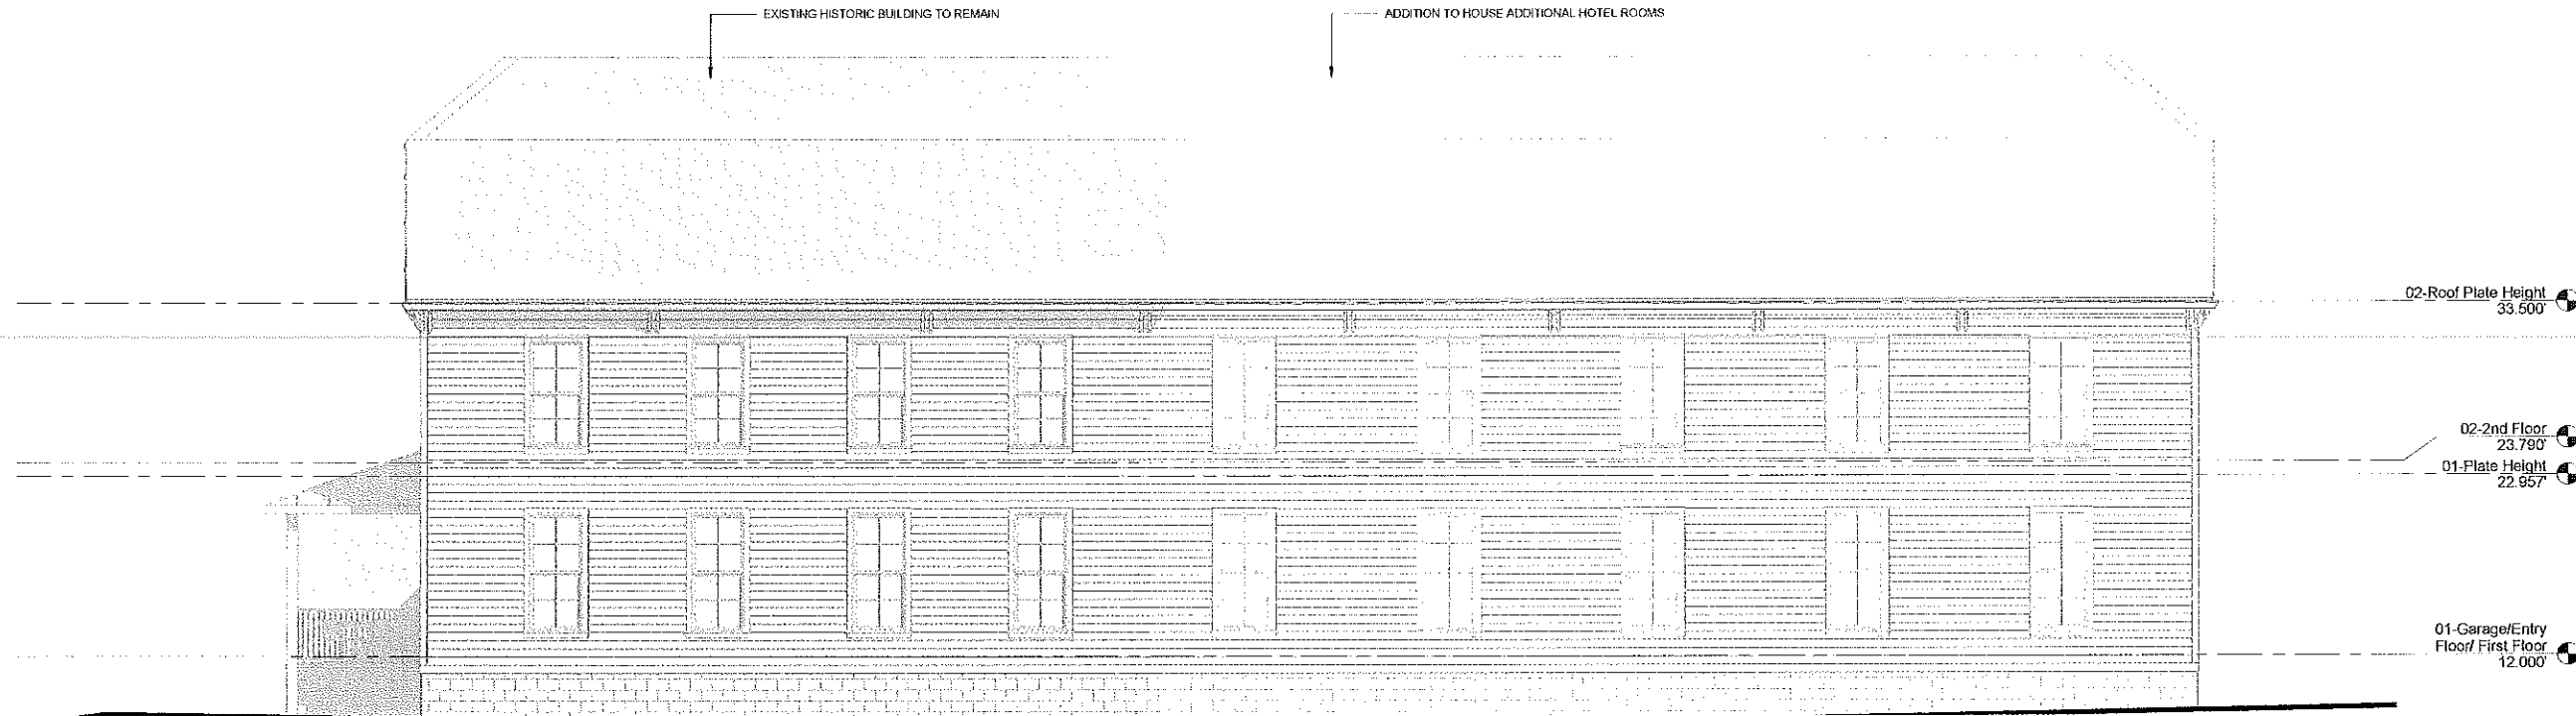 EXISTING HISTORIC BUILDING TO REMAIN
ADDITION TO HOUSE ADDITIONAL HOTEL ROOMS
02-Roof Plate Height
33.500'
02-2nd Floor
23.790'
01-Plate Height
22.957'
01-Garage/Entry
Floor/ First Floor
12.000'